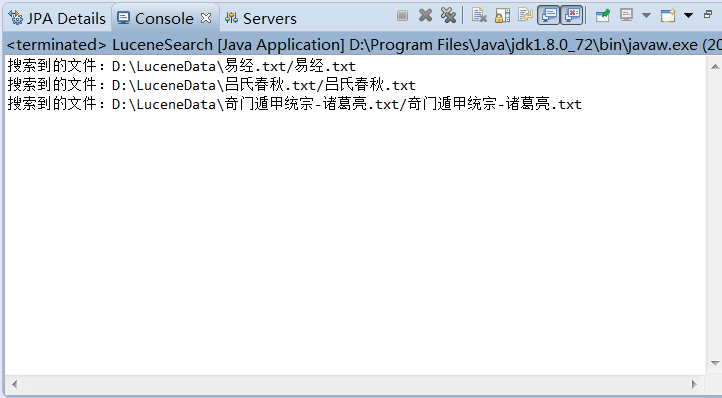 JPA Details Console Servers
<terminated> LuceneSearch [Java Application] D:\Program Files\Java\jdk1.8.0_72\bin\javaw.exe (20
搜索到的文件：D:\LuceneData\易经.txt/易经.txt
搜索到的文件：D:\LuceneData\吕氏春秋.txt/吕氏春秋.txt
搜索到的文件：D:\LuceneData\奇门遁甲统宗-诸葛亮.txt/奇门遁甲统宗-诸葛亮.txt